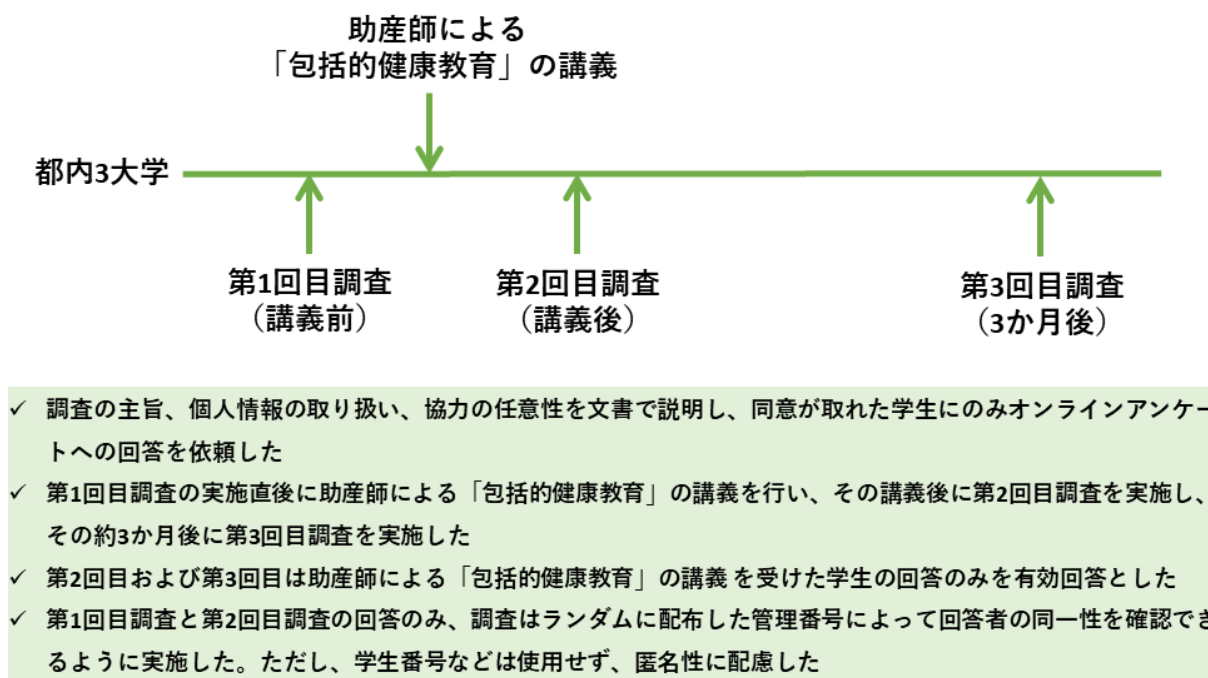 助産師による
「包括的健康教育」の講義
都内3大学
第1回目調査
（講義前）
第2回目調査
（講義後）
第3回目調査
（3か月後）
✓ 調査の主旨、個人情報の取り扱い、協力の任意性を文書で説明し、同意が取れた学生にのみオンラインアンケー
トへの回答を依頼した
✓ 第1回目調査の実施直後に助産師による「包括的健康教育」の講義を行い、その講義後に第2回目調査を実施し、
その約3か月後に第3回目調査を実施した
✓ 第2回目および第3回目は助産師による「包括的健康教育」の講義 を受けた学生の回答のみを有効回答とした
✓ 第1回目調査と第2回目調査の回答のみ、調査はランダムに配布した管理番号によって回答者の同一性を確認でき
るように実施した。ただし、学生番号などは使用せず、匿名性に配慮した